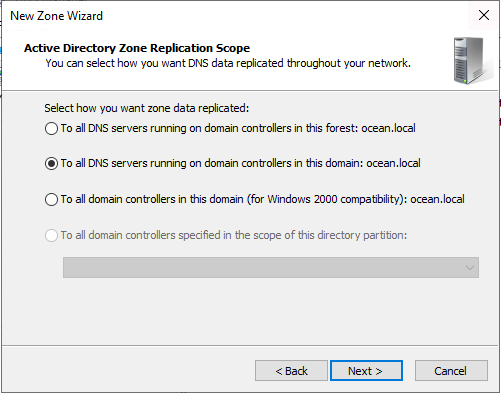 New Zone Wizard
Active Directory Zone Replication Scope
You can select how you want DNS data replicated throughout your network.
Select how you want zone data replicated:
To all DNS servers running on domain controllers in this forest: ocean.local
To all DNS servers running on domain controllers in this domain: ocean.local
To all domain controllers in this domain (for Windows 2000 compatibility): ocean.local
To all domain controllers specified in the scope of this directory partition:
< Back
Next >
Cancel